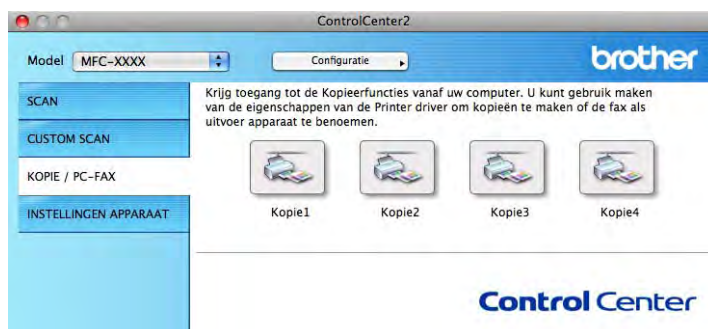 ControlCenter2
Model MFC-XXXX Configuratie brother
SCAN
CUSTOM SCAN
KOPIE / PC-FAX
INSTELLINGEN APPARAAT
Krijg toegang tot de Kopieerfuncties vanaf uw computer. U kunt gebruik maken
van de eigenschappen van de Printer driver om kopieën te maken of de fax als
uitvoer apparaat te benoemen.
Kopie1 Kopie2 Kopie3 Kopie4
Control Center